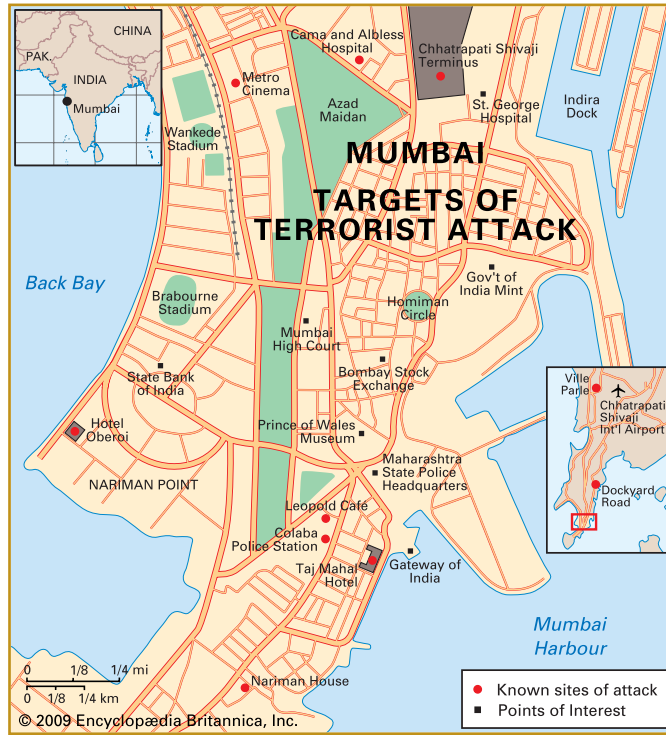 CHINA
PAK.
INDIA
Mumbai
Cama and Albless
Hospital
Chhatrapati Shivaji
Terminus
Metro
Cinema
Azad
Maidan
St. George
Hospital
Indira
Dock
Wankede
Stadium
MUMBAI
TARGETS OF
TERRORIST ATTACK
Back Bay
Gov't of
India Mint
Brabourne
Stadium
Homiman
Circle
Mumbai
High Court
State Bank
of India
Bombay Stock
Exchange
Ville
Parle
Chhatrapati
Shivaji
Int'l Airport
Hotel
Oberoi
Prince of Wales
Museum
Maharashtra
State Police
Headquarters
NARIMAN POINT
Dockyard
Road
Leopold Café
Colaba
Police Station
Taj Mahal
Hotel
Gateway of
India
Mumbai
Harbour
0 1/8 1/4 mi
0 1/8 1/4 km
Nariman House
Known sites of attack
Points of Interest
© 2009 Encyclopædia Britannica, Inc.